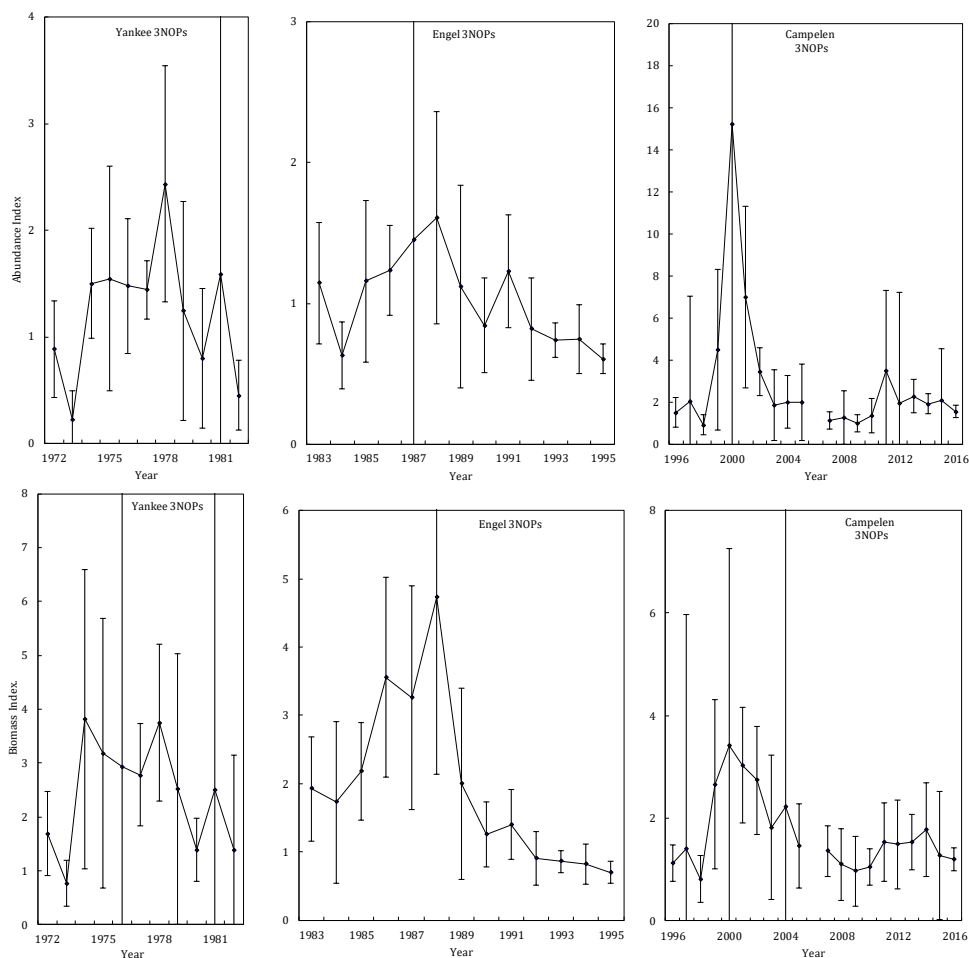 Yankee 3NOPs
4
3
2
1
0
Abundance Index
1972 1975 1978 1981
Year
Engel 3NOPs
3
2
1
0
1983 1985 1987 1989 1991 1993 1995
Year
Campelen
3NOPs
20
18
16
14
12
10
8
6
4
2
0
1996 2000 2004 2008 2012 2016
Year
Yankee 3NOPs
8
7
6
5
4
3
2
1
0
Biomass Index.
1972 1975 1978 1981
Year
Engel 3NOPs
6
5
4
3
2
1
0
1983 1985 1987 1989 1991 1993 1995
Year
Campelen
3NOPs
8
6
4
2
0
1996 2000 2004 2008 2012 2016
Year